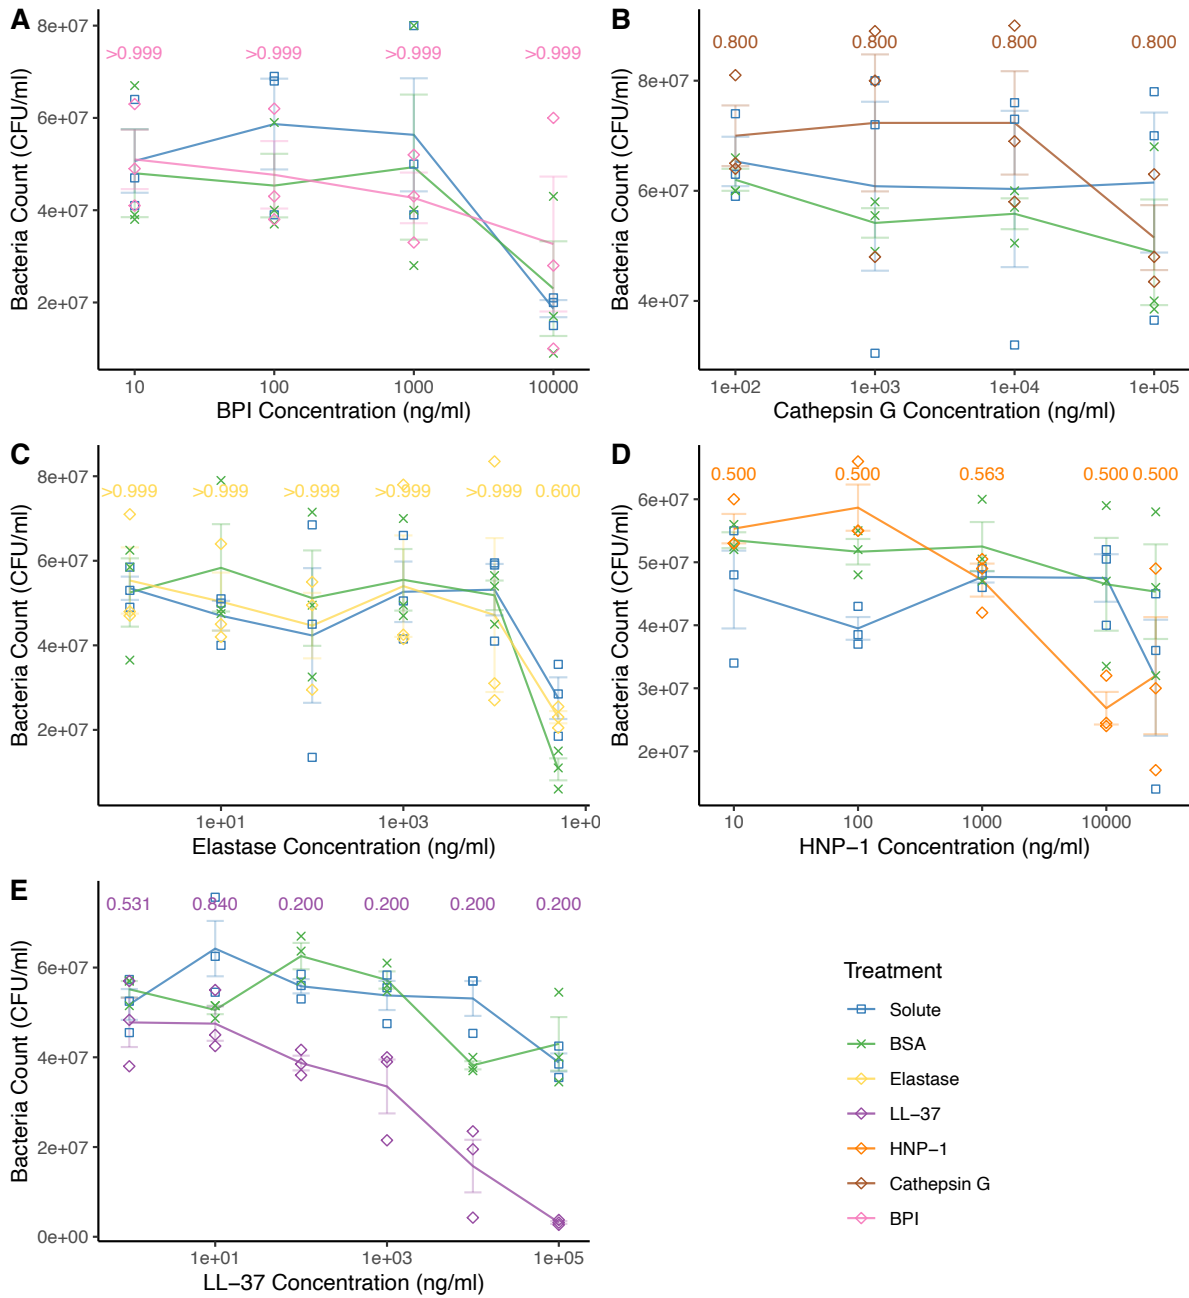 A
8e+07
6e+07
4e+07
2e+07
Bacteria Count (CFU/ml)
>0.999 >0.999 >0.999 >0.999
10 100 1000 10000
BPI Concentration (ng/ml)
B
8e+07
6e+07
4e+07
Bacteria Count (CFU/ml)
0.800 0.800 0.800 0.800
1e+02 1e+03 1e+04 1e+05
Cathepsin G Concentration (ng/ml)
C
8e+07
6e+07
4e+07
2e+07
Bacteria Count (CFU/ml)
>0.999 >0.999 >0.999 >0.999 >0.999 0.600
1e+01 1e+03 1e+0
Elastase Concentration (ng/ml)
D
6e+07
5e+07
4e+07
3e+07
2e+07
Bacteria Count (CFU/ml)
0.500 0.500 0.563 0.500 0.500
10 100 1000 10000
HNP−1 Concentration (ng/ml)
E
6e+07
4e+07
2e+07
0e+00
Bacteria Count (CFU/ml)
0.531 0.840 0.200 0.200 0.200 0.200
1e+01 1e+03 1e+05
LL−37 Concentration (ng/ml)
Treatment
Solute
BSA
Elastase
LL−37
HNP−1
Cathepsin G
BPI